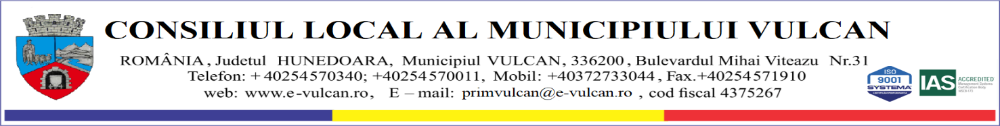 CONSILIUL LOCAL AL MUNICIPIULUI VULCAN
ROMÂNIA, Judetul HUNEDOARA, Municipiul VULCAN, 336200, Bulevardul Mihai Viteazu Nr.31
Telefon: +40254570340; +40254570011, Mobil: +40372733044, Fax.+40254571910
web: www.e-vulcan.ro, E – mail: primvulcan@e-vulcan.ro , cod fiscal 4375267
ISO
9001
SYSTEMA
IAS ACCREDITED
Management Systems
Certification Body
MSCB-173